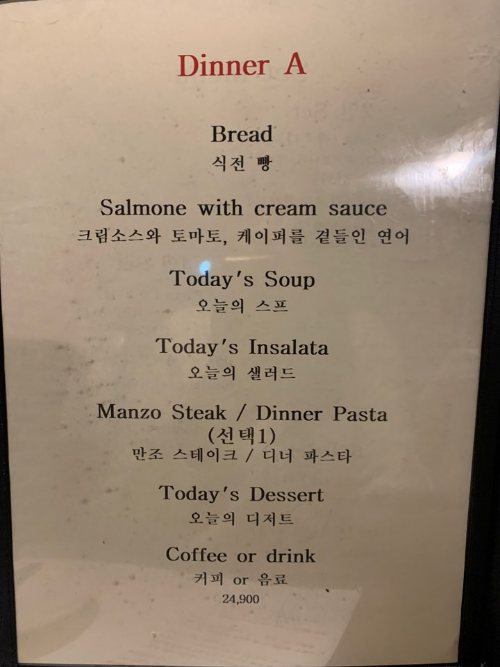 Dinner A
Bread
식전 빵
Salmone with cream sauce
크림소스와 토마토, 케이퍼를 곁들인 연어
Today's Soup
오늘의 스프
Today's Insalata
오늘의 샐러드
Manzo Steak / Dinner Pasta
(선택1)
만조 스테이크 / 디너 파스타
Today's Dessert
오늘의 디저트
Coffee or drink
커피 or 음료
24,900